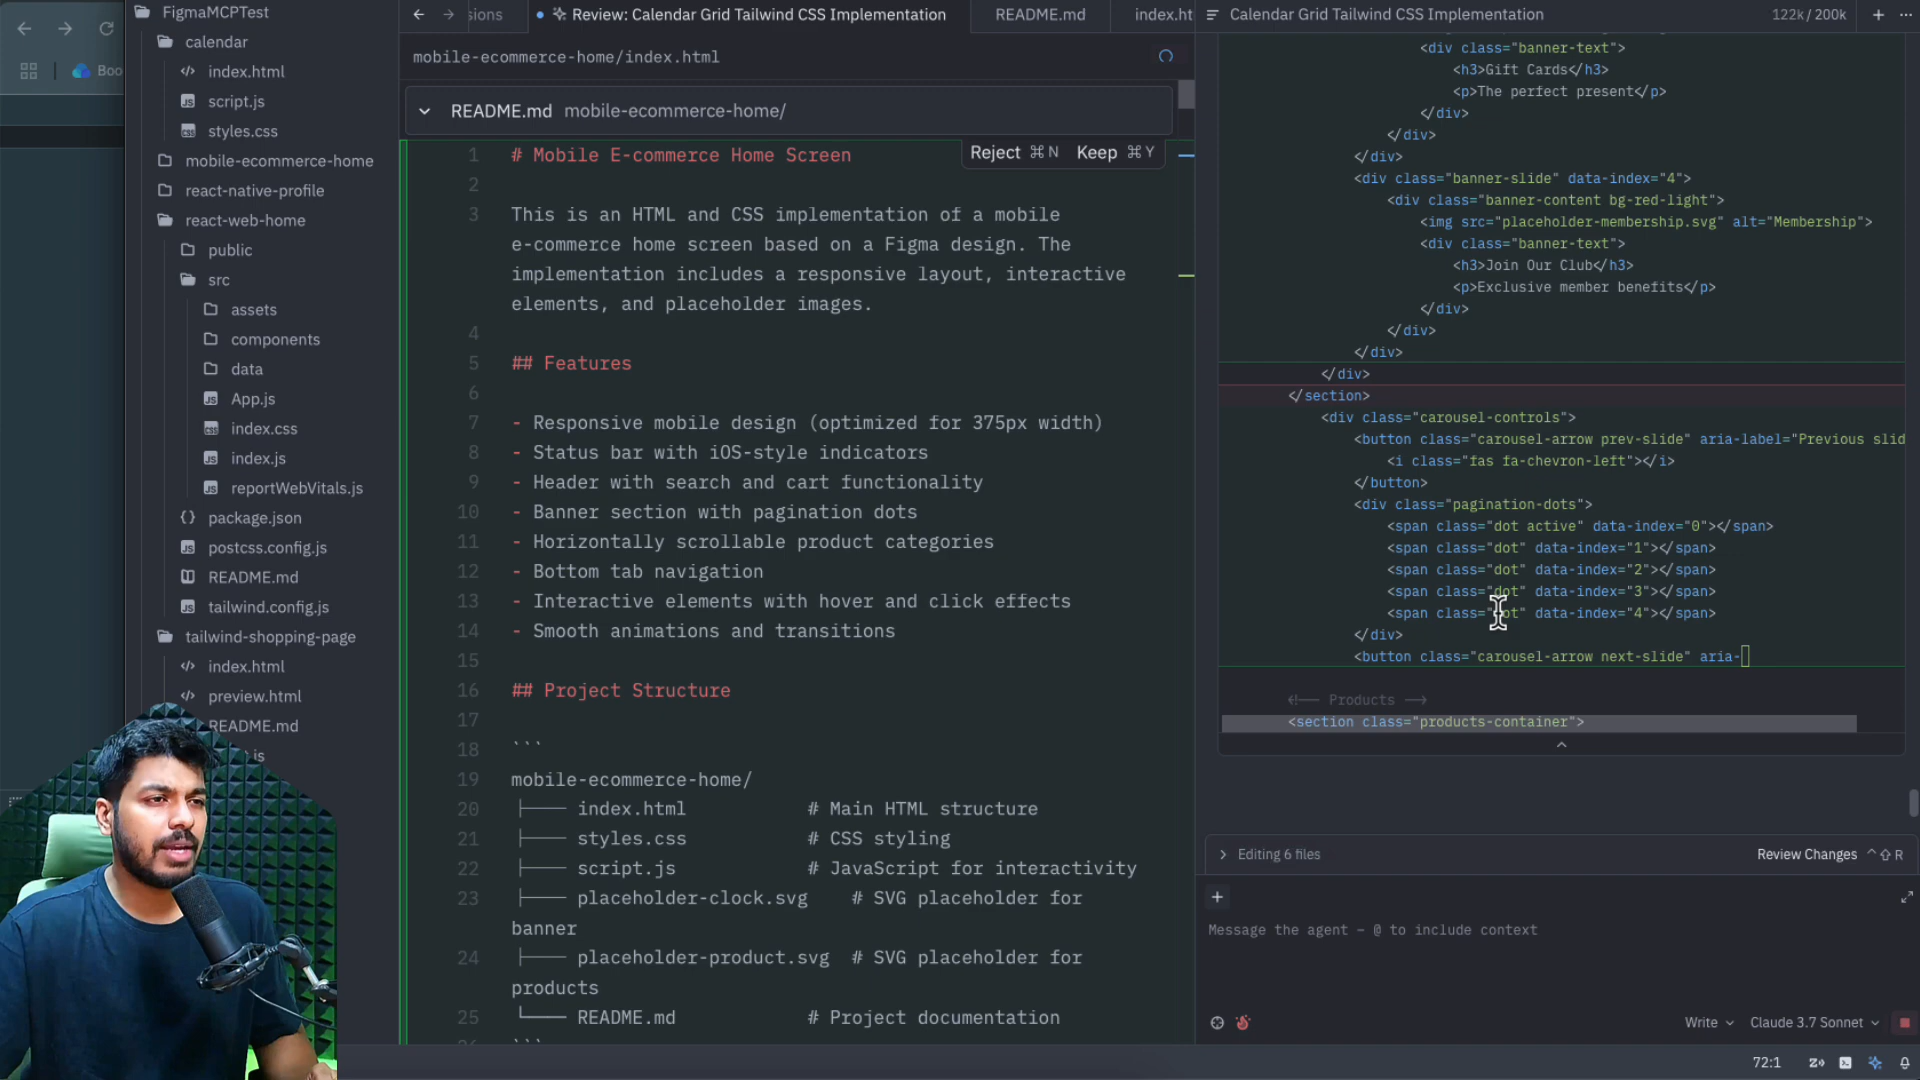 Boo
FigmaMCPTest
calendar
index.html
script.js
styles.css
mobile-ecommerce-home
react-native-profile
react-web-home
public
src
assets
components
data
App.js
index.css
index.js
reportWebVitals.js
package.json
postcss.config.js
README.md
tailwind.config.js
tailwind-shopping-page
index.html
preview.html
README.md
sions
Review: Calendar Grid Tailwind CSS Implementation
README.md
index.ht
mobile-ecommerce-home/index.html
README.md mobile-ecommerce-home/
Reject ⌘N Keep ⌘Y
1 # Mobile E-commerce Home Screen
2
3 This is an HTML and CSS implementation of a mobile
e-commerce home screen based on a Figma design. The
implementation includes a responsive layout, interactive
elements, and placeholder images.
4
5 ## Features
6
7 - Responsive mobile design (optimized for 375px width)
8 - Status bar with iOS-style indicators
9 - Header with search and cart functionality
10 - Banner section with pagination dots
11 - Horizontally scrollable product categories
12 - Bottom tab navigation
13 - Interactive elements with hover and click effects
14 - Smooth animations and transitions
15
16 ## Project Structure
17
18 ```
19 mobile-ecommerce-home/
20 ├── index.html # Main HTML structure
21 ├── styles.css # CSS styling
22 ├── script.js # JavaScript for interactivity
23 ├── placeholder-clock.svg # SVG placeholder for
banner
24 ├── placeholder-product.svg # SVG placeholder for
products
25 └── README.md # Project documentation
Calendar Grid Tailwind CSS Implementation
122k / 200k
<div class="banner-text">
<h3>Gift Cards</h3>
<p>The perfect present</p>
</div>
</div>
</div>
<div class="banner-slide" data-index="4">
<div class="banner-content bg-red-light">
<img src="placeholder-membership.svg" alt="Membership">
<div class="banner-text">
<h3>Join Our Club</h3>
<p>Exclusive member benefits</p>
</div>
</div>
</div>
</div>
</section>
<div class="carousel-controls">
<button class="carousel-arrow prev-slide" aria-label="Previous slid
<i class="fas fa-chevron-left"></i>
</button>
<div class="pagination-dots">
<span class="dot active" data-index="0"></span>
<span class="dot" data-index="1"></span>
<span class="dot" data-index="2"></span>
<span class="dot" data-index="3"></span>
<span class="dot" data-index="4"></span>
</div>
<button class="carousel-arrow next-slide" aria-
<!-- Products -->
<section class="products-container">
Editing 6 files
Review Changes ^⇧R
Message the agent – @ to include context
Write
Claude 3.7 Sonnet
72:1